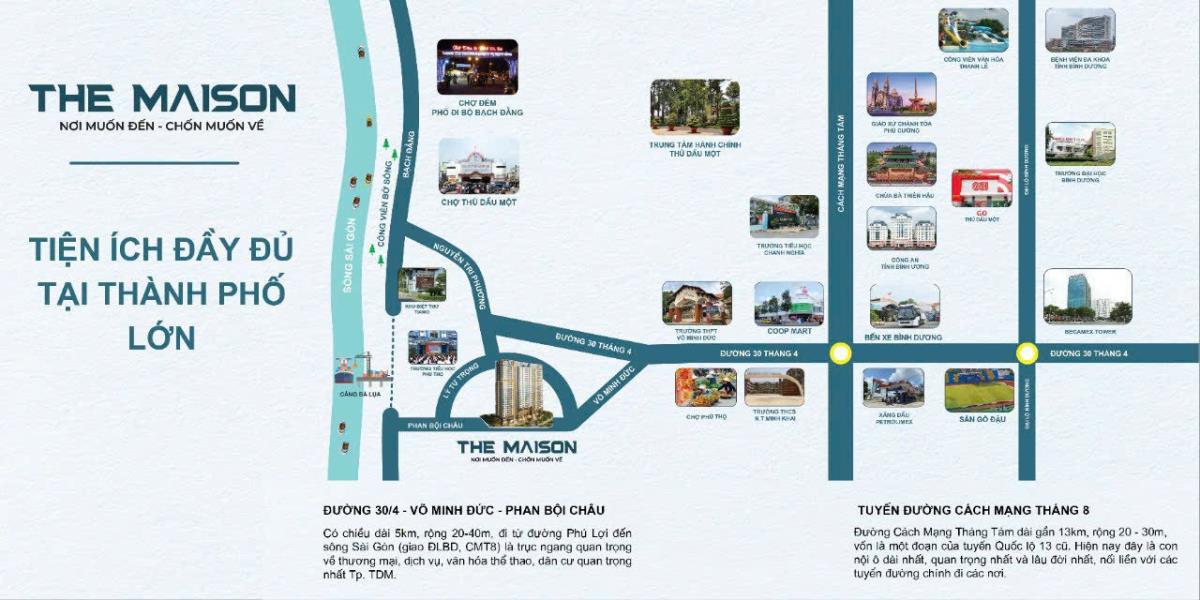 THE MAISON
NƠI MUỐN ĐẾN - CHỐN MUỐN VỀ
TIỆN ÍCH ĐẦY ĐỦ
TẠI THÀNH PHỐ
LỚN
SÔNG SÀI GÒN
CÔNG VIÊN BỜ SÔNG
BẠCH ĐẰNG
CHỢ ĐÊM
PHỐ ĐI BỘ BẠCH ĐẰNG
CHỢ THỦ DẦU MỘT
NGUYỄN TRI PHƯƠNG
KHU BIỆT THỰ
TRƯỜNG TIỂU HỌC
PHÚ THỌ
CẢNG BÀ LỤA
LÝ TỰ TRỌNG
PHAN BỘI CHÂU
THE MAISON
NƠI MUỐN ĐẾN - CHỐN MUỐN VỀ
ĐƯỜNG 30 THÁNG 4
VÕ MINH ĐỨC
TRUNG TÂM HÀNH CHÍNH
THỦ DẦU MỘT
TRƯỜNG TIỂU HỌC
CHÁNH NGHĨA
TRƯỜNG THPT
VÕ MINH ĐỨC
COOP MART
ĐƯỜNG 30 THÁNG 4
CHỢ PHÚ THỌ
TRƯỜNG THCS
N.T.MINH KHAI
CÁCH MẠNG THÁNG TÁM
CÔNG VIÊN VĂN HÓA
THANH LỄ
GIÁO XỨ CHÁNH TÒA
PHÚ CƯỜNG
CHÙA BÀ THIÊN HẬU
GO
THỦ DẦU MỘT
CÔNG AN
TỈNH BÌNH DƯƠNG
BẾN XE BÌNH DƯƠNG
XĂNG DẦU
PETROLIMEX
SÂN GÒ ĐẬU
ĐẠI LỘ BÌNH DƯƠNG
ĐẠI LỘ BÌNH DƯƠNG
BỆNH VIỆN ĐA KHOA
TỈNH BÌNH DƯƠNG
TRƯỜNG ĐẠI HỌC
BÌNH DƯƠNG
BECAMEX TOWER
ĐƯỜNG 30 THÁNG 4
ĐƯỜNG 30/4 - VÕ MINH ĐỨC - PHAN BỘI CHÂU
Có chiều dài 5km, rộng 20-40m, đi từ đường Phú Lợi đến
sông Sài Gòn (giao ĐLBD, CMT8) là trục ngang quan trọng
về thương mại, dịch vụ, văn hóa thể thao, dân cư quan trọng
nhất Tp. TDM.
TUYẾN ĐƯỜNG CÁCH MẠNG THÁNG 8
Đường Cách Mạng Tháng Tám dài gần 13km, rộng 20 - 30m,
vốn là một đoạn của tuyến Quốc lộ 13 cũ. Hiện nay đây là con
nội ô dài nhất, quan trọng nhất và lâu đời nhất, nối liền với các
tuyến đường chính đi các nơi.